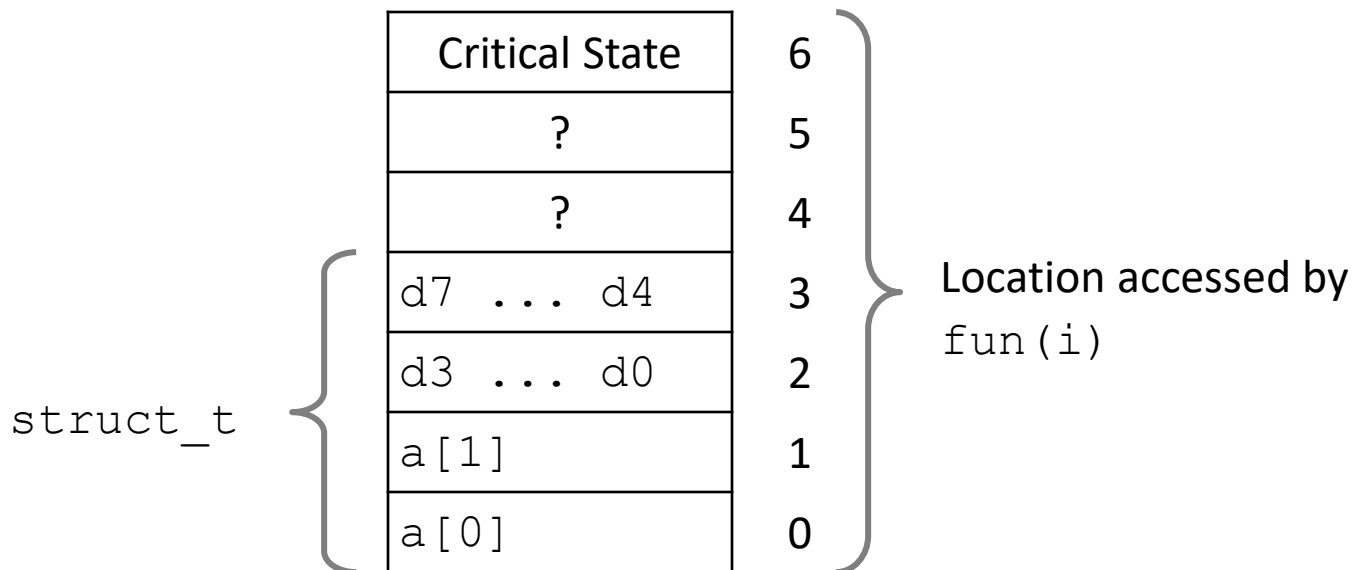 Critical State 6
? 5
? 4
d7 ... d4 3
d3 ... d0 2
a[1] 1
a[0] 0
struct_t
Location accessed by
fun(i)